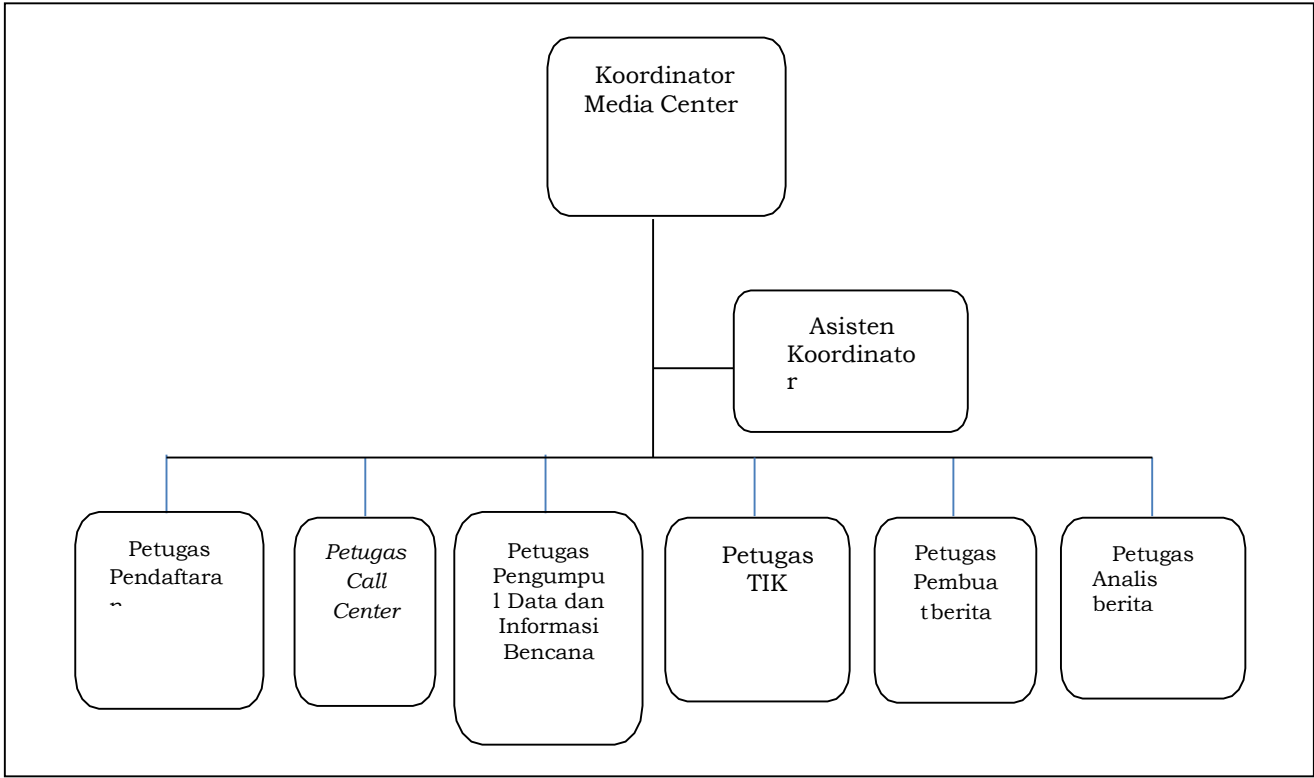 Koordinator
Media Center
Asisten
Koordinato
r
Petugas
Pendaftara
n
Petugas
Call
Center
Petugas
Pengumpu
l Data dan
Informasi
Bencana
Petugas
TIK
Petugas
Pembua
tberita
Petugas
Analis
berita